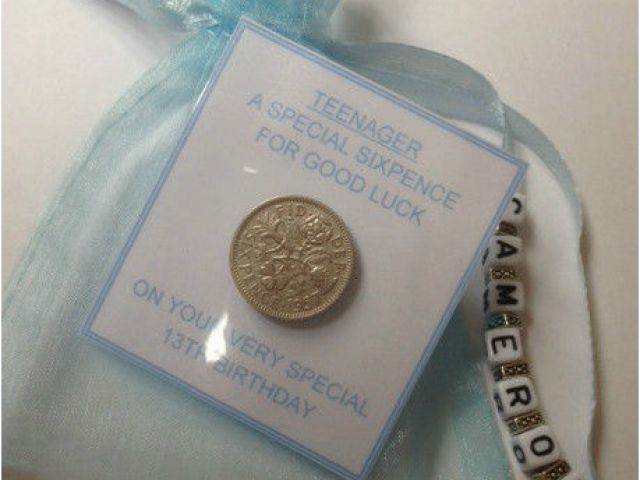 TEENAGER
A SPECIAL SIXPENCE
FOR GOOD LUCK
ON YOUR VERY SPECIAL
13TH BIRTHDAY
CAMERO